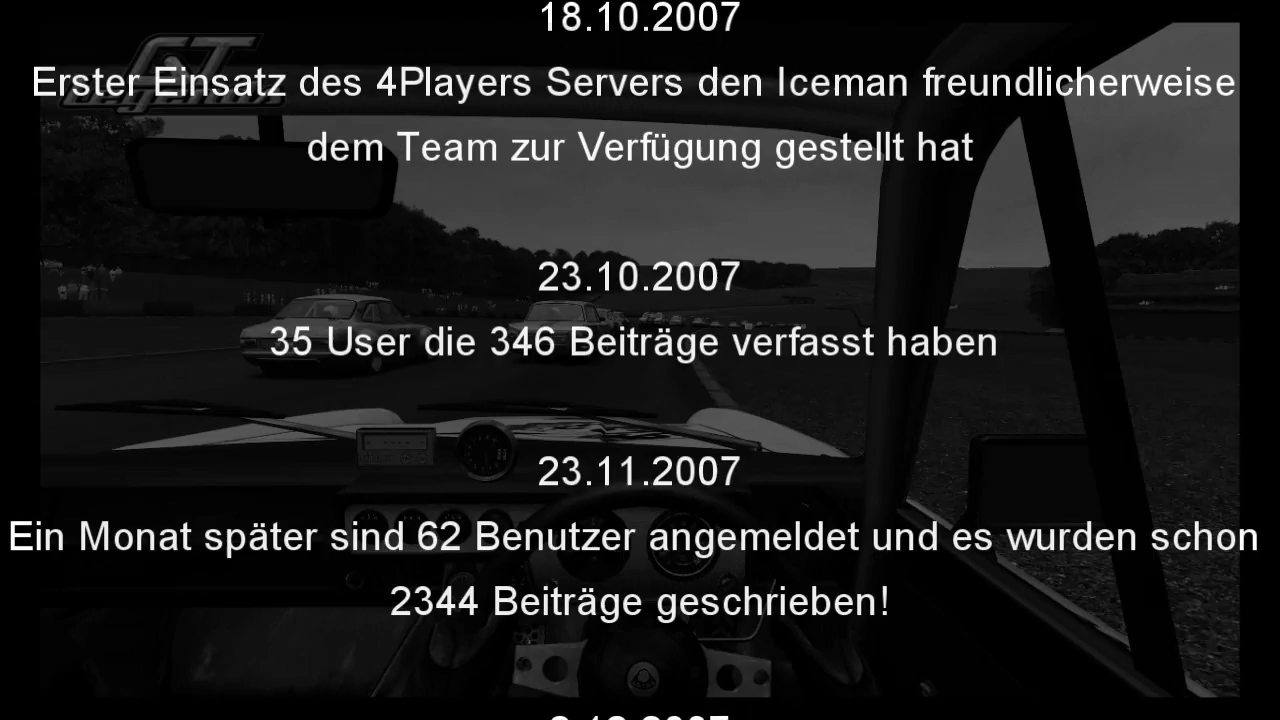 18.10.2007
Erster Einsatz des 4Players Servers den Iceman freundlicherweise
dem Team zur Verfügung gestellt hat
23.10.2007
35 User die 346 Beiträge verfasst haben
23.11.2007
Ein Monat später sind 62 Benutzer angemeldet und es wurden schon
2344 Beiträge geschrieben!